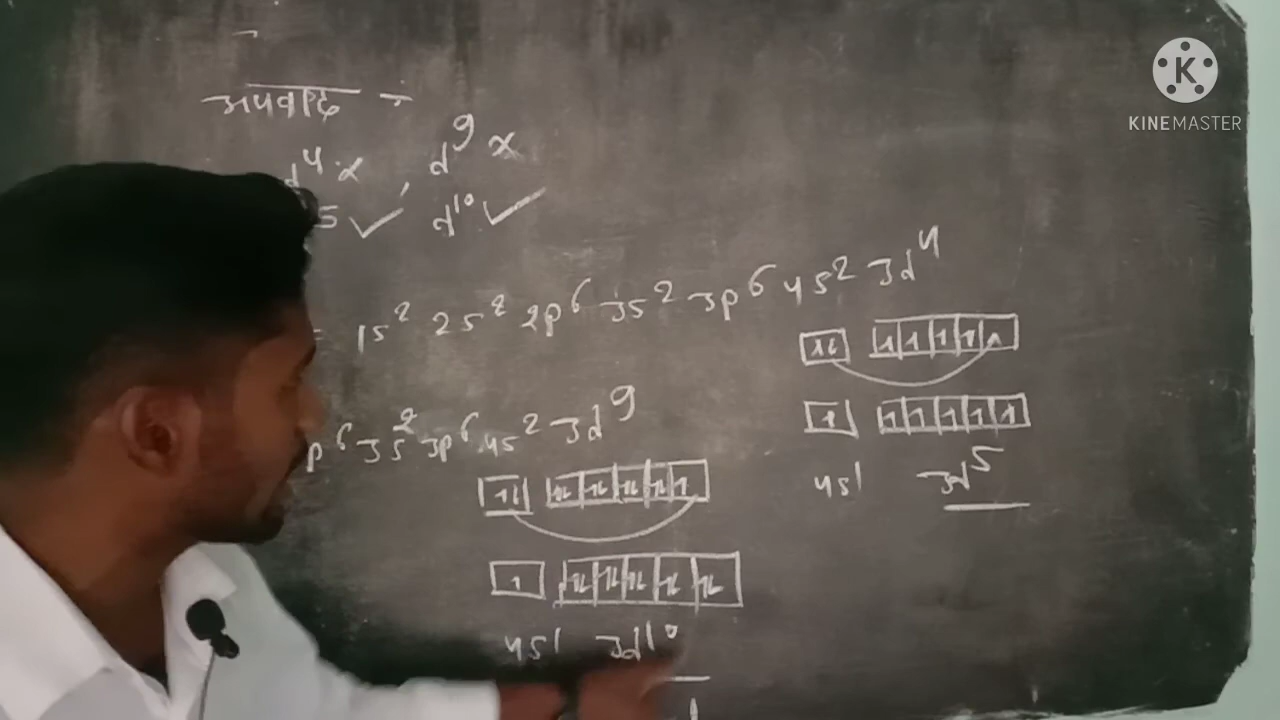 अपवाद :-
d⁴ x , d⁹ x
5 ✓ d¹⁰ ✓
= 1s² 2s² 2p⁶ 3s² 3p⁶ 4s² 3d⁴
p⁶ 3s² 3p⁶ 4s² 3d⁹
4s¹ 3d⁵
4s¹ 3d¹⁰
KINEMASTER